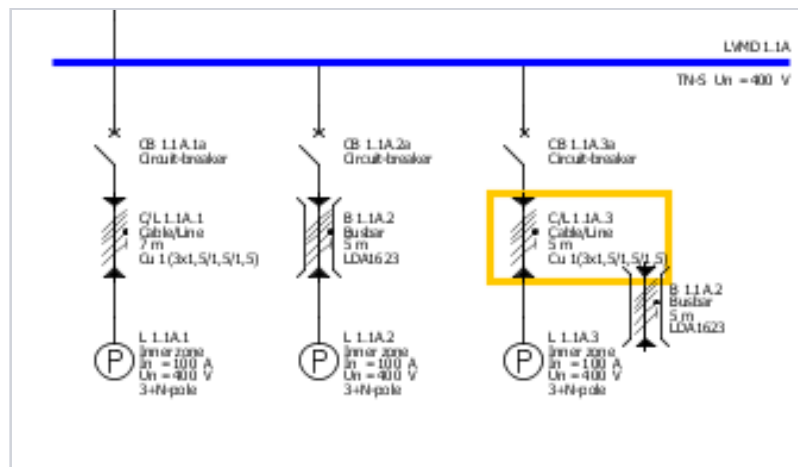 LVMD 1.1A
TN-S Un = 400 V
CB 1.1A.1a
Circuit-breaker
CB 1.1A.2a
Circuit-breaker
CB 1.1A.3a
Circuit-breaker
C/L 1.1A.1
Cable/Line
7 m
Cu 1(3x1,5/1,5/1,5)
B 1.1A.2
Busbar
5 m
LDA1623
C/L 1.1A.3
Cable/Line
5 m
Cu 1(3x1,5/1,5/1,5)
B 1.1A.2
Busbar
5 m
LDA1623
L 1.1A.1
Inner zone
In = 100 A
Un = 400 V
3+N-pole
P
L 1.1A.2
Inner zone
In = 100 A
Un = 400 V
3+N-pole
P
L 1.1A.3
Inner zone
In = 100 A
Un = 400 V
3+N-pole
P